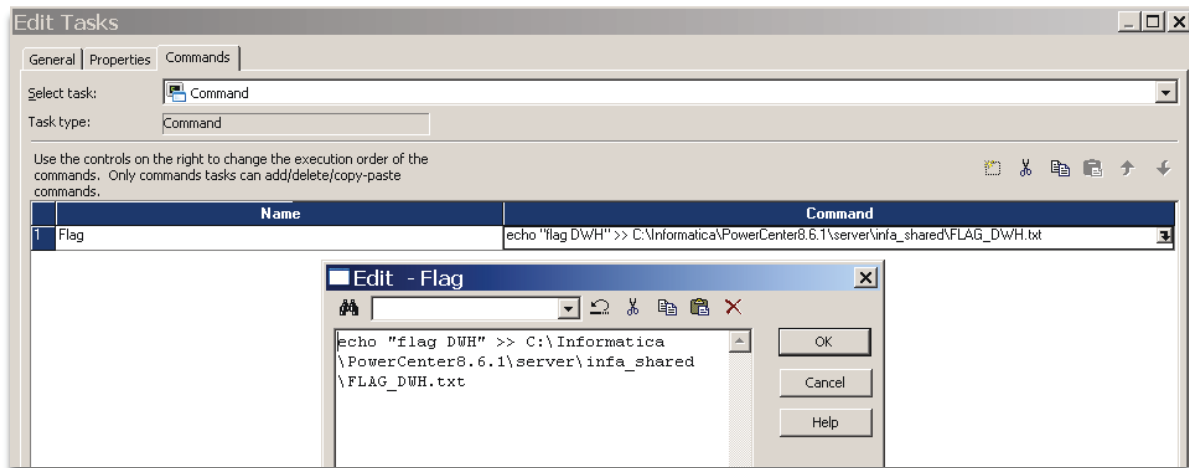 Edit Tasks
General Properties Commands
Select task: Command
Task type: Command
Use the controls on the right to change the execution order of the
commands. Only commands tasks can add/delete/copy-paste
commands.
Name Command
1 Flag echo "flag DWH" >> C:\Informatica\PowerCenter8.6.1\server\infa_shared\FLAG_DWH.txt
Edit - Flag
echo "flag DWH" >> C:\Informatica
\PowerCenter8.6.1\server\infa_shared
\FLAG_DWH.txt
OK
Cancel
Help